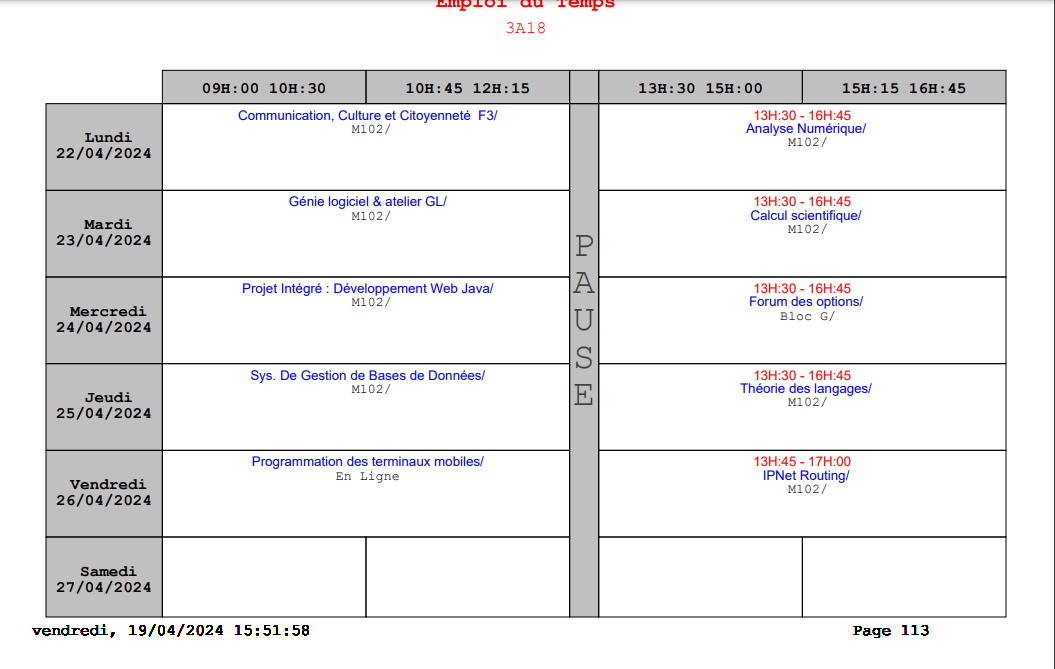 Emploi du Temps
3A18
09H:00 10H:30 10H:45 12H:15 13H:30 15H:00 15H:15 16H:45
Lundi
22/04/2024
Communication, Culture et Citoyenneté F3/
M102/
13H:30 - 16H:45
Analyse Numérique/
M102/
Mardi
23/04/2024
Génie logiciel & atelier GL/
M102/
13H:30 - 16H:45
Calcul scientifique/
M102/
Mercredi
24/04/2024
Projet Intégré : Développement Web Java/
M102/
13H:30 - 16H:45
Forum des options/
Bloc G/
Jeudi
25/04/2024
Sys. De Gestion de Bases de Données/
M102/
13H:30 - 16H:45
Théorie des langages/
M102/
Vendredi
26/04/2024
Programmation des terminaux mobiles/
En Ligne
13H:45 - 17H:00
IPNet Routing/
M102/
Samedi
27/04/2024
PAUSE
vendredi, 19/04/2024 15:51:58
Page 113